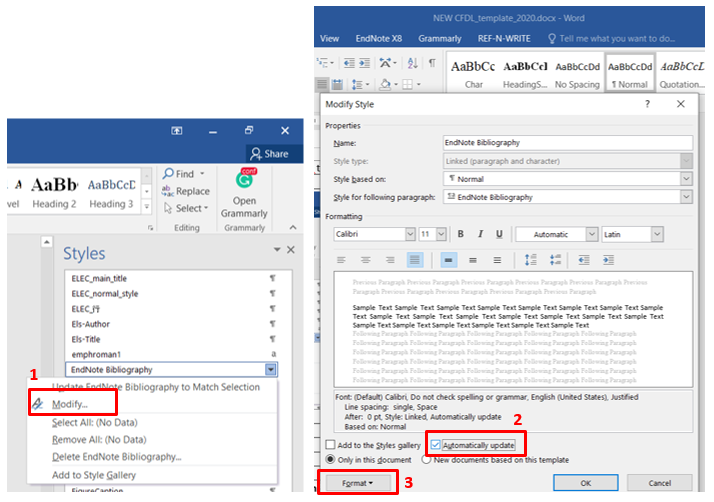 Share
AaBb AaBbCcD
vel Heading 2 Heading 3
Find
Replace
Select
Editing
conf
Open
Grammarly
Grammarly
Styles
ELEC_main_title
ELEC_normal_style
Els-Author
Els-Title
emphroman1 a
EndNote Bibliography
1
Update EndNote Bibliography to Match Selection
Modify...
Select All: (No Data)
Remove All: (No Data)
Delete EndNote Bibliography...
Add to Style Gallery
FigureCaption
NEW CFDL_template_2020.docx - Word
View EndNote X8 Grammarly REF-N-WRITE Tell me what you want to do...
AaBbCc AaBbCcI AaBbCcDd AaBbCcDd AaBbCcL
Char HeadingS... No Spacing ¶ Normal Quotation...
Modify Style ?
Properties
Name: EndNote Bibliography
Style type: Linked (paragraph and character)
Style based on: ¶ Normal
Style for following paragraph: EndNote Bibliography
Formatting
Calibri 11 B I U Automatic Latin
Previous Paragraph Previous Paragraph Previous Paragraph Previous Paragraph Previous
Paragraph Previous Paragraph Previous Paragraph Previous Paragraph
Sample Text Sample Text Sample Text Sample Text Sample Text Sample Text Sample
Text Sample Text Sample Text Sample Text Sample Text Sample Text Sample Text
Sample Text Sample Text Sample Text Sample Text Sample Text
Following Paragraph Following Paragraph Following Paragraph Following Paragraph
Following Paragraph Following Paragraph Following Paragraph Following Paragraph
Following Paragraph Following Paragraph Following Paragraph Following Paragraph
Following Paragraph Following Paragraph Following Paragraph Following Paragraph
Following Paragraph Following Paragraph Following Paragraph Following Paragraph
Font: (Default) Calibri, Do not check spelling or grammar, English (United States), Justified
Line spacing: single, Space
After: 0 pt, Style: Linked, Automatically update
Based on: Normal
2
Add to the Styles gallery Automatically update
Only in this document New documents based on this template
Format
3
OK Cancel